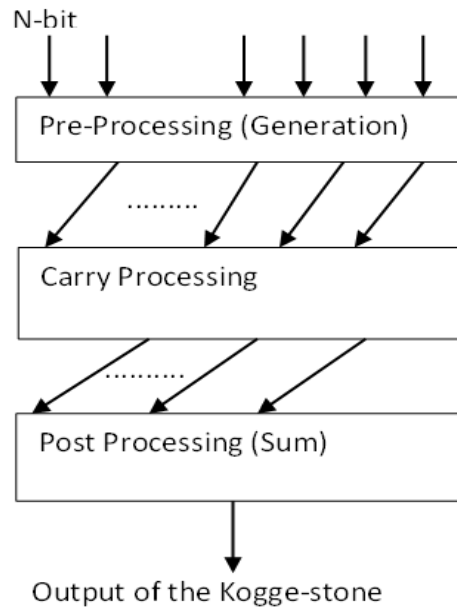 N-bit
Pre-Processing (Generation)
.........
Carry Processing
..........
Post Processing (Sum)
Output of the Kogge-stone